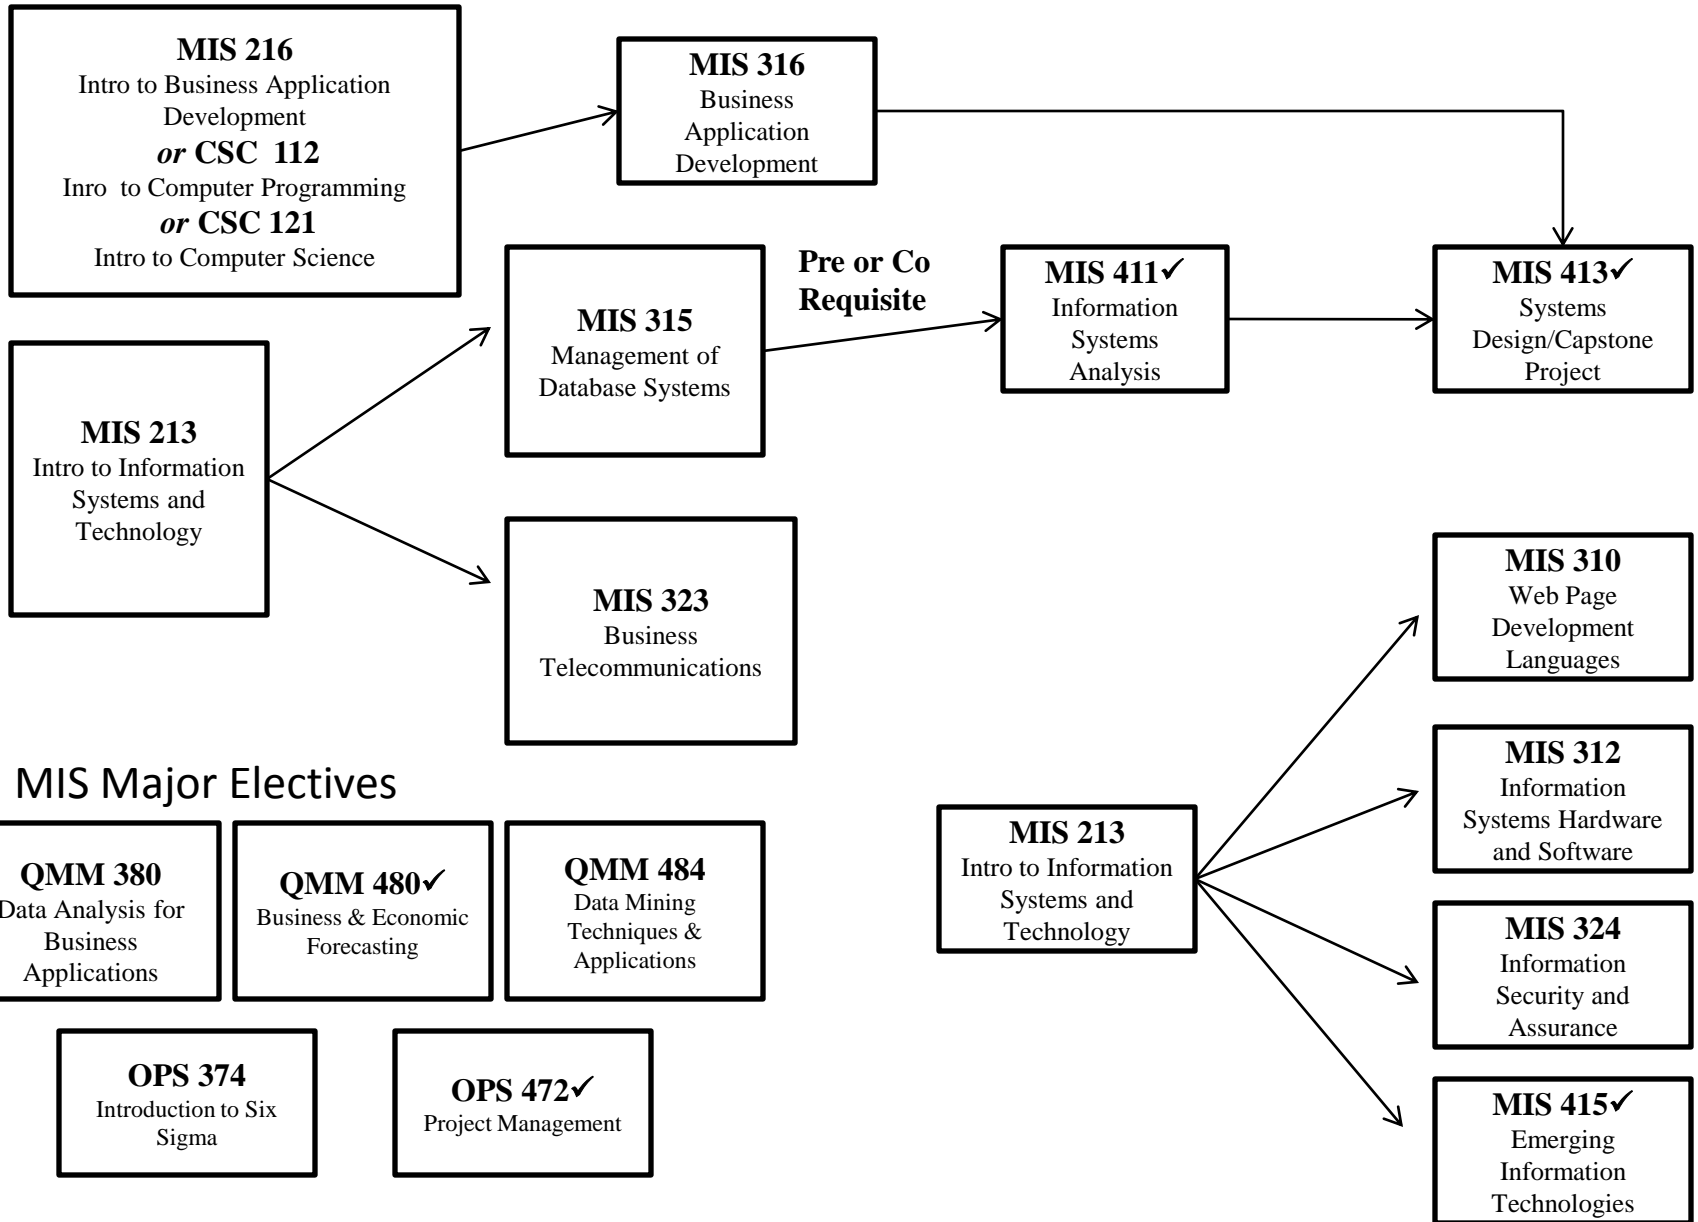 MIS 216
Intro to Business Application
Development
or CSC 112
Inro to Computer Programming
or CSC 121
Intro to Computer Science
MIS 316
Business
Application
Development
MIS 213
Intro to Information
Systems and
Technology
MIS 315
Management of
Database Systems
Pre or Co
Requisite
MIS 411✓
Information
Systems
Analysis
MIS 413✓
Systems
Design/Capstone
Project
MIS 323
Business
Telecommunications
MIS Major Electives
QMM 380
Data Analysis for
Business
Applications
QMM 480✓
Business & Economic
Forecasting
QMM 484
Data Mining
Techniques &
Applications
OPS 374
Introduction to Six
Sigma
OPS 472✓
Project Management
MIS 213
Intro to Information
Systems and
Technology
MIS 310
Web Page
Development
Languages
MIS 312
Information
Systems Hardware
and Software
MIS 324
Information
Security and
Assurance
MIS 415✓
Emerging
Information
Technologies